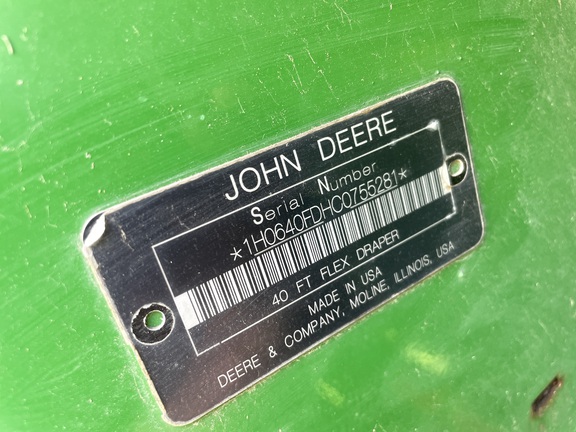 JOHN DEERE
Serial Number
*1H0640FDHC0755281*
40 FT FLEX DRAPER
MADE IN USA
DEERE & COMPANY, MOLINE, ILLINOIS, USA